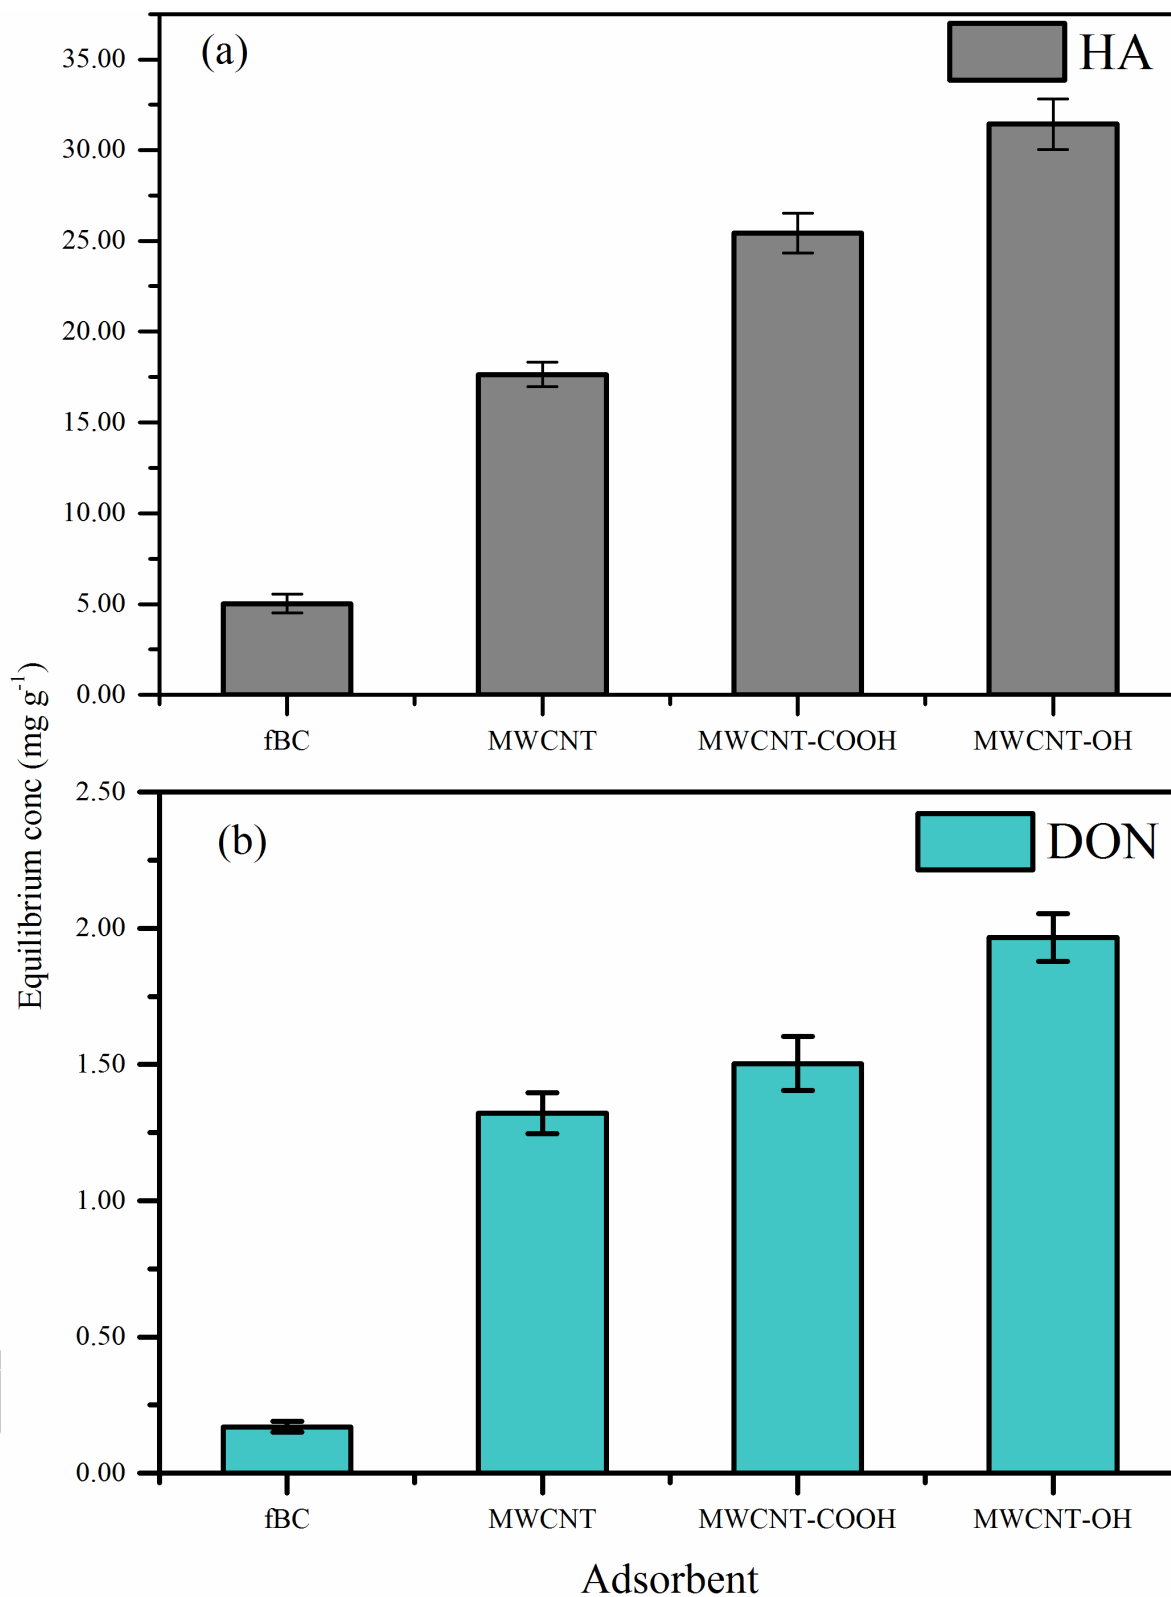 (a)
HA
35.00
30.00
25.00
20.00
15.00
10.00
5.00
0.00
fBC MWCNT MWCNT-COOH MWCNT-OH
Equilibrium conc (mg g⁻¹)
(b)
DON
2.50
2.00
1.50
1.00
0.50
0.00
fBC MWCNT MWCNT-COOH MWCNT-OH
Adsorbent